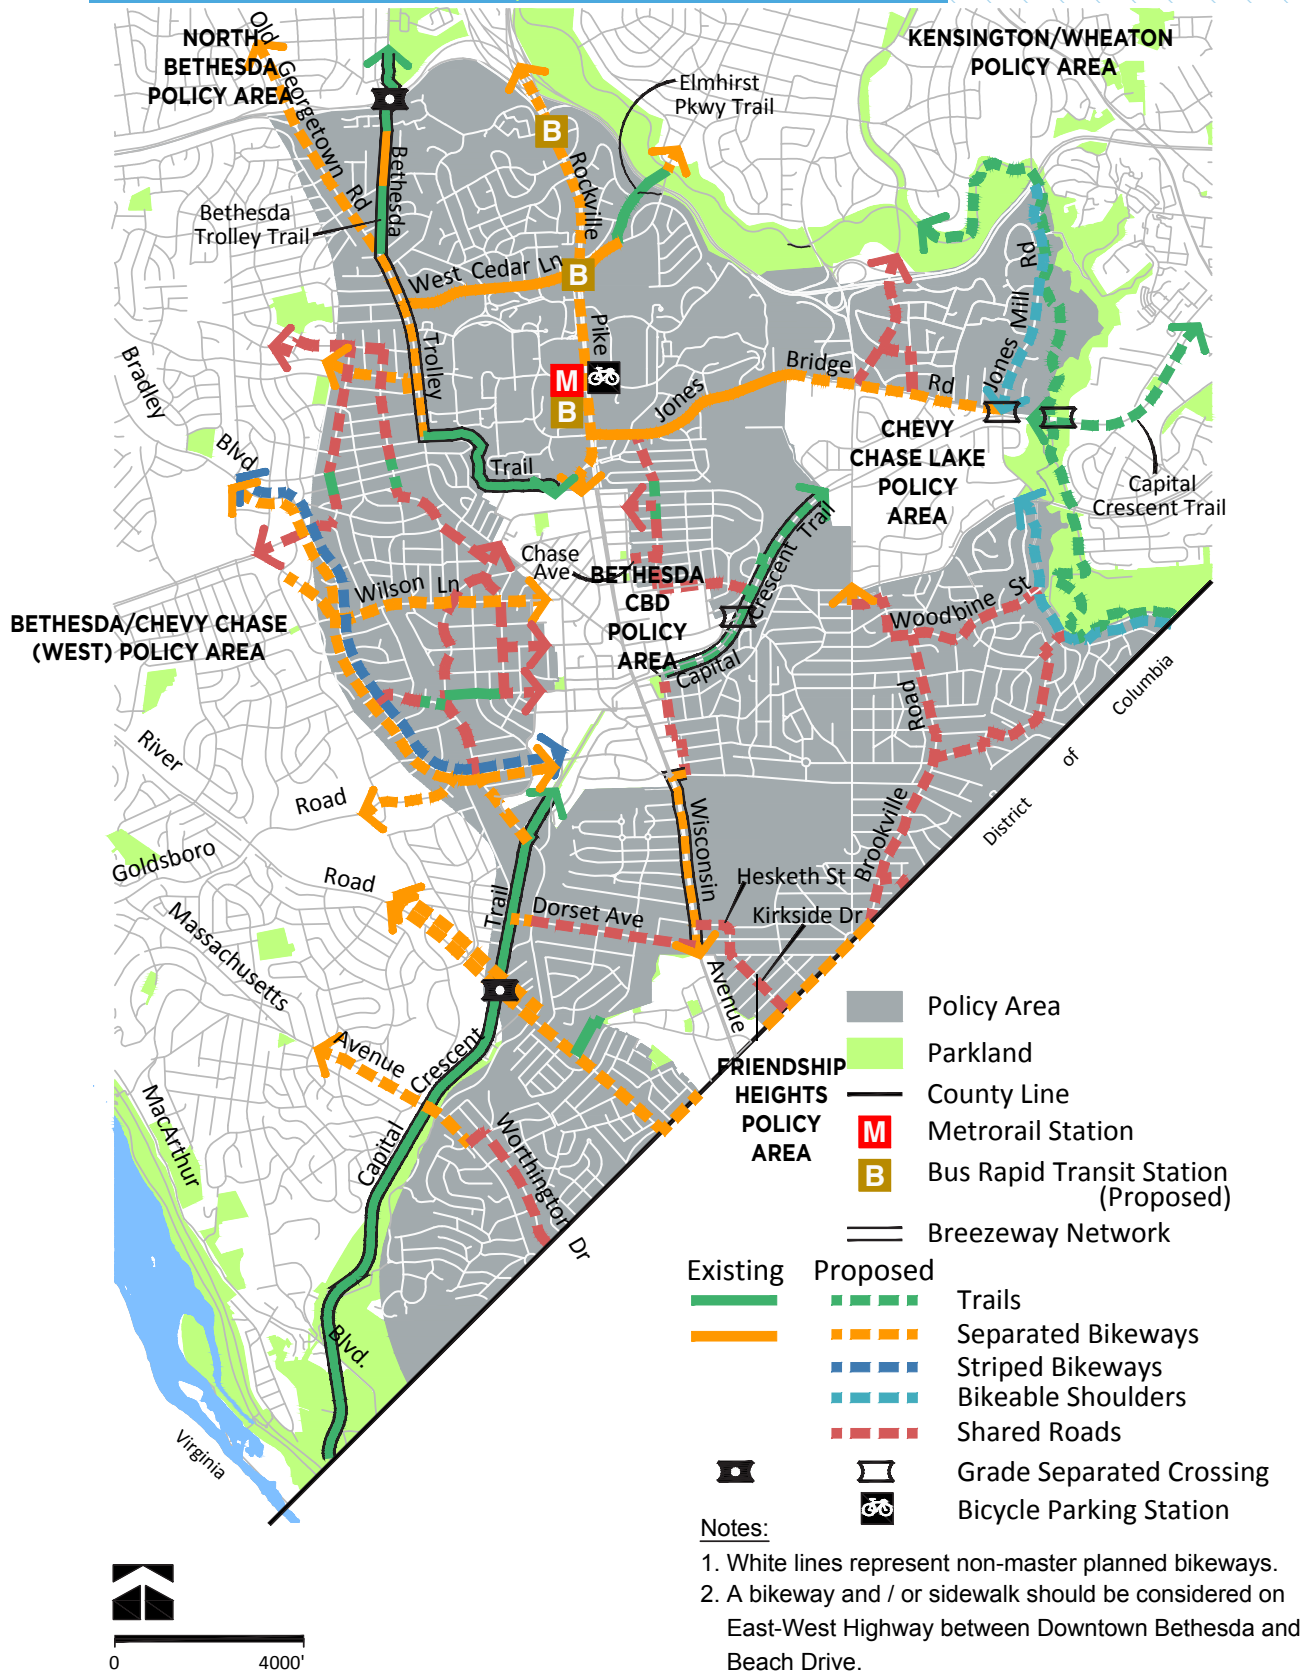 NORTH
BETHESDA
POLICY AREA
Old Georgetown Rd
KENSINGTON/WHEATON
POLICY AREA
Elmhirst
Pkwy Trail
B
Rockville
Bethesda
Bethesda
Trolley Trail
West Cedar Ln
B
Pike
Trolley
M
B
Jones
Bridge
Rd
Jones Mill Rd
Bradley
Blvd
Trail
CHEVY
CHASE LAKE
POLICY
AREA
Capital
Crescent Trail
Chase
Ave
BETHESDA
CBD
POLICY
AREA
Crescent Trail
Capital
Wilson Ln
Woodbine St
BETHESDA/CHEVY CHASE
(WEST) POLICY AREA
Road
Columbia
of
District
River
Road
Goldsboro
Road
Wisconsin
Brookville
Hesketh St
Kirkside Dr
Trail
Dorset Ave
Massachusetts
Avenue
Avenue
Crescent
Capital
MacArthur
Blvd.
Worthington Dr
Virginia
FRIENDSHIP
HEIGHTS
POLICY
AREA
Policy Area
Parkland
County Line
M Metrorail Station
B Bus Rapid Transit Station
(Proposed)
Breezeway Network
Existing Proposed
Trails
Separated Bikeways
Striped Bikeways
Bikeable Shoulders
Shared Roads
Grade Separated Crossing
Bicycle Parking Station
Notes:
1. White lines represent non-master planned bikeways.
2. A bikeway and / or sidewalk should be considered on
East-West Highway between Downtown Bethesda and
Beach Drive.
0 4000'